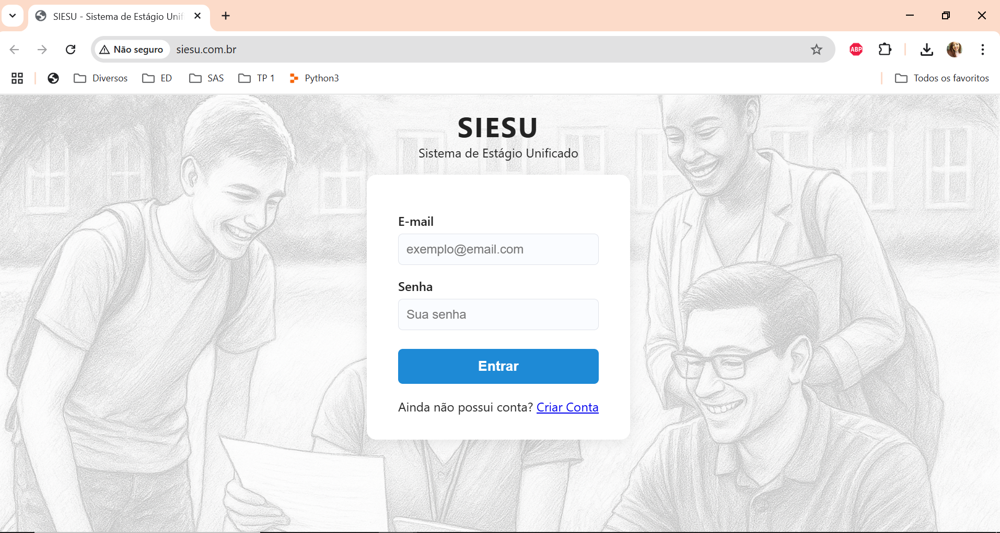 SIESU - Sistema de Estágio Unif
Não seguro siesu.com.br ABP
Diversos ED SAS TP 1 Python3 Todos os favoritos
SIESU
Sistema de Estágio Unificado
E-mail
exemplo@email.com
Senha
Sua senha
Entrar
Ainda não possui conta? Criar Conta